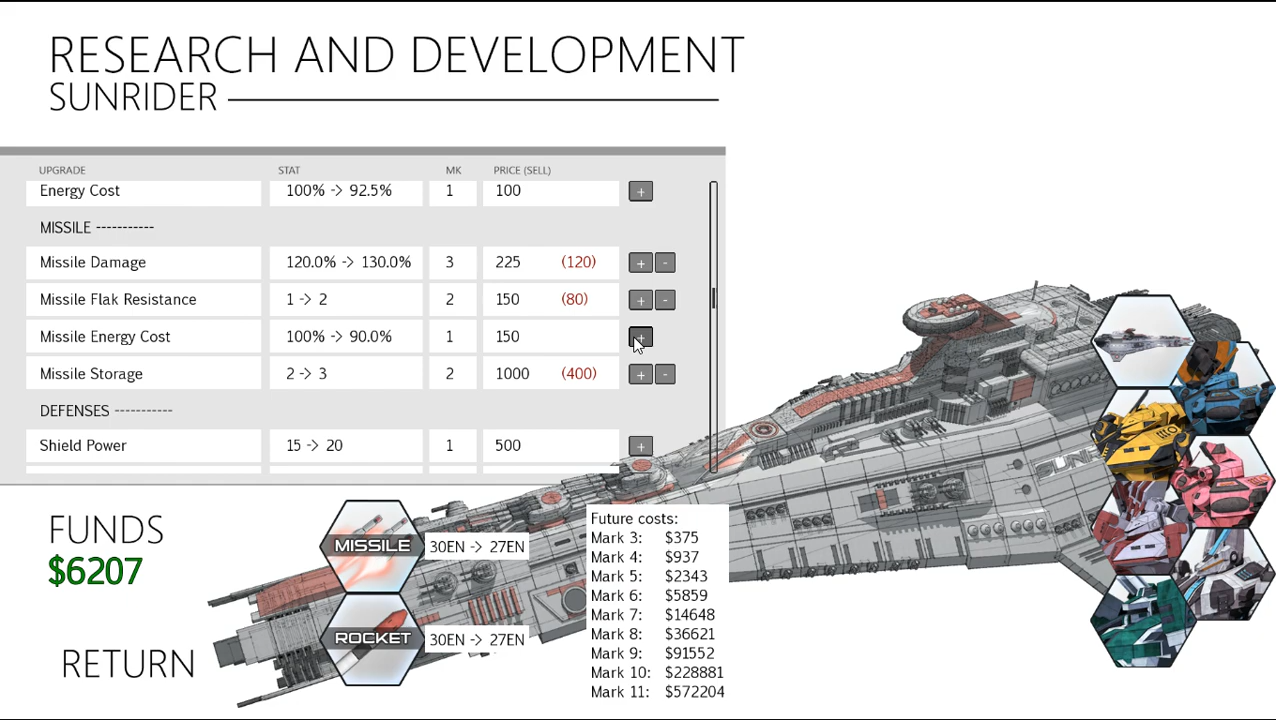 RESEARCH AND DEVELOPMENT
SUNRIDER
UPGRADE STAT MK PRICE (SELL)
Energy Cost 100% -> 92.5% 1 100 +
MISSILE -----------
Missile Damage 120.0% -> 130.0% 3 225 (120) + -
Missile Flak Resistance 1 -> 2 2 150 (80) + -
Missile Energy Cost 100% -> 90.0% 1 150 +
Missile Storage 2 -> 3 2 1000 (400) + -
DEFENSES -----------
Shield Power 15 -> 20 1 500 +
FUNDS
$6207
RETURN
MISSILE 30EN -> 27EN
ROCKET 30EN -> 27EN
Future costs:
Mark 3: $375
Mark 4: $937
Mark 5: $2343
Mark 6: $5859
Mark 7: $14648
Mark 8: $36621
Mark 9: $91552
Mark 10: $228881
Mark 11: $572204